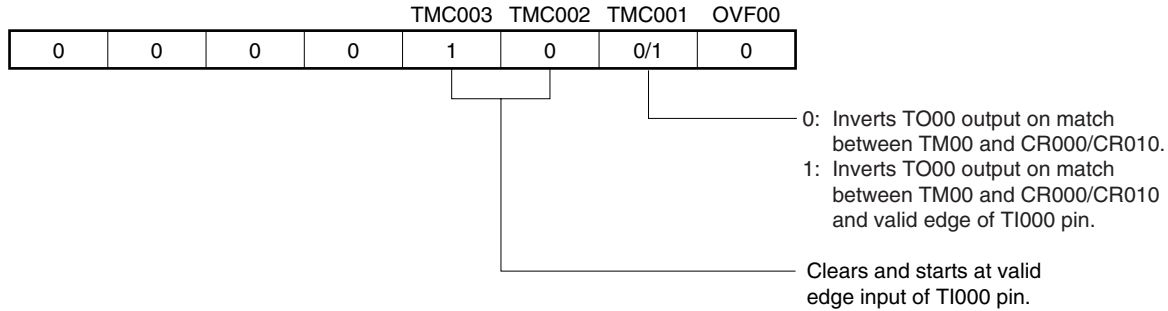 TMC003 TMC002 TMC001 OVF00
0 0 0 0 1 0 0/1 0
0: Inverts TO00 output on match
between TM00 and CR000/CR010.
1: Inverts TO00 output on match
between TM00 and CR000/CR010
and valid edge of TI000 pin.
Clears and starts at valid
edge input of TI000 pin.